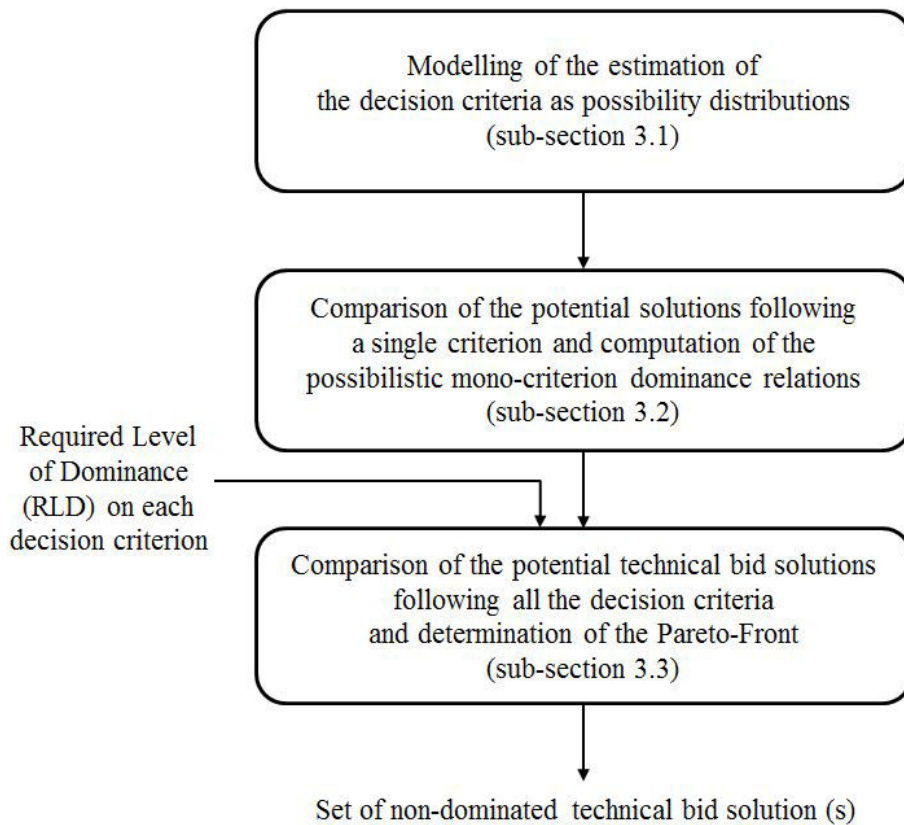 Modelling of the estimation of
the decision criteria as possibility distributions
(sub-section 3.1)
Comparison of the potential solutions following
a single criterion and computation of the
possibilistic mono-criterion dominance relations
(sub-section 3.2)
Required Level
of Dominance
(RLD) on each
decision criterion
Comparison of the potential technical bid solutions
following all the decision criteria
and determination of the Pareto-Front
(sub-section 3.3)
Set of non-dominated technical bid solution (s)